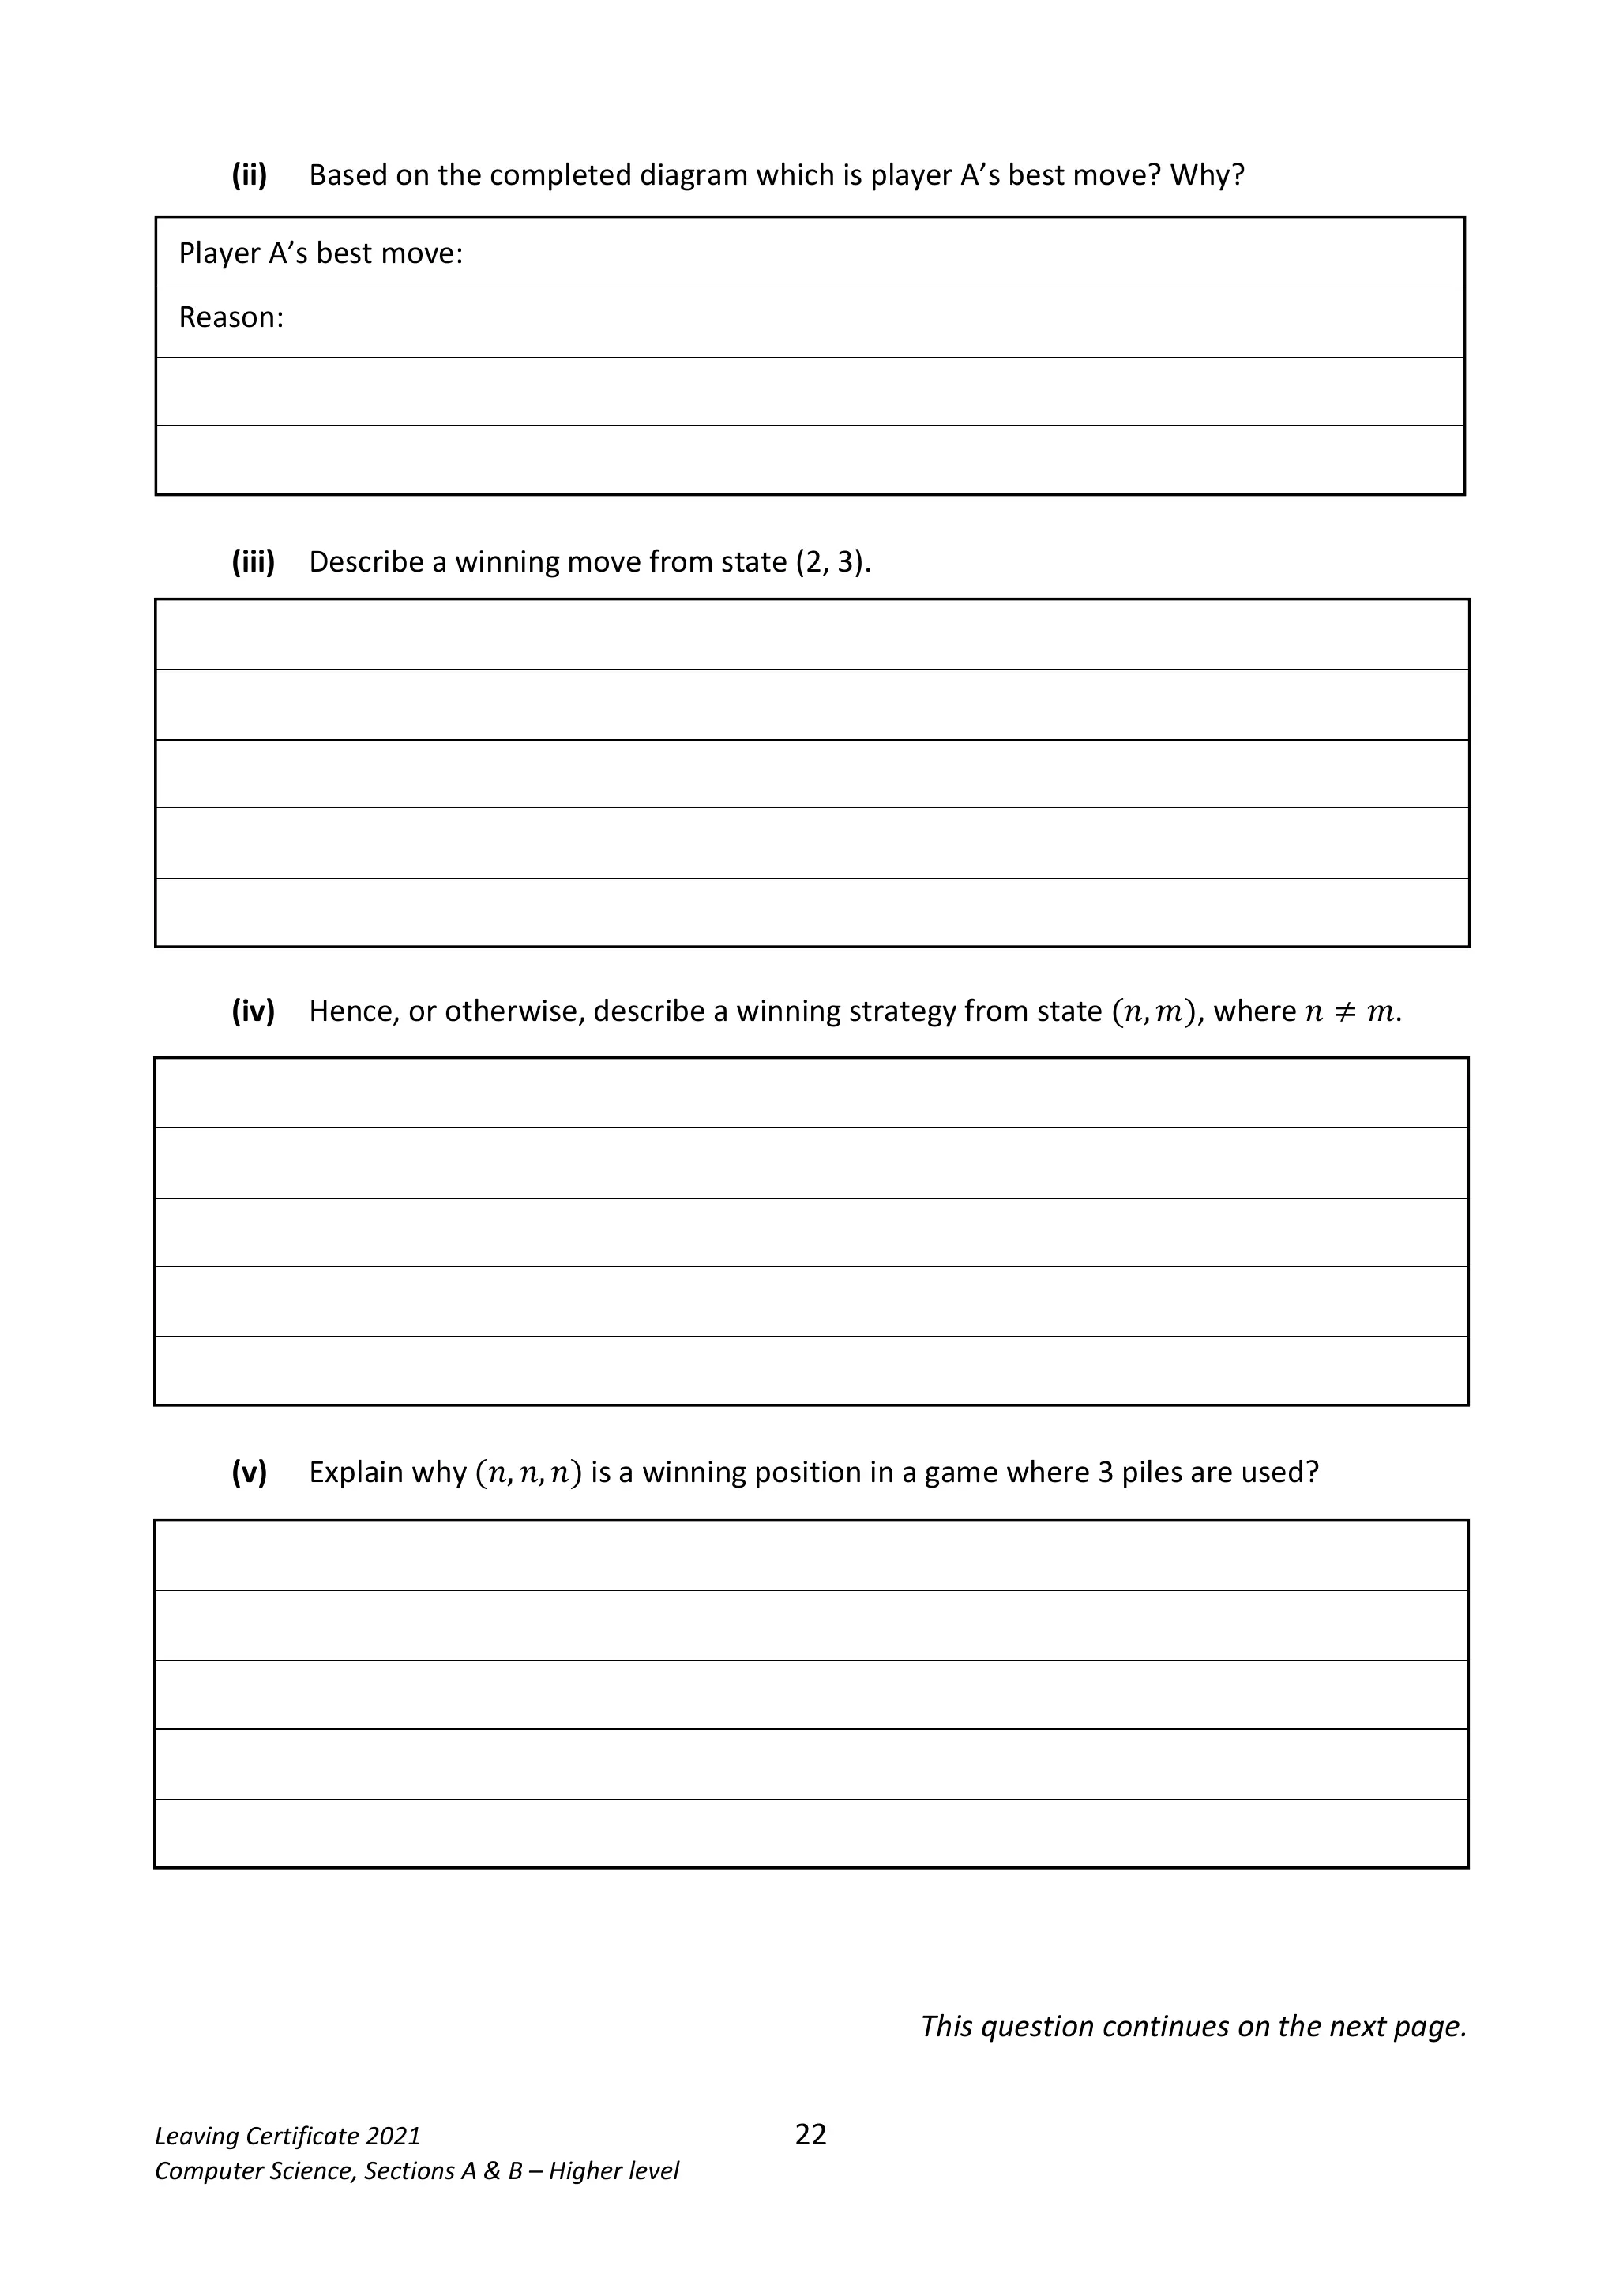 (ii) Based on the completed diagram which is player A’s best move? Why?
Player A’s best move:
Reason:
(iii) Describe a winning move from state (2, 3).
(iv) Hence, or otherwise, describe a winning strategy from state (n, m), where n ≠ m.
(v) Explain why (n, n, n) is a winning position in a game where 3 piles are used?
This question continues on the next page.
Leaving Certificate 2021 22
Computer Science, Sections A & B – Higher level